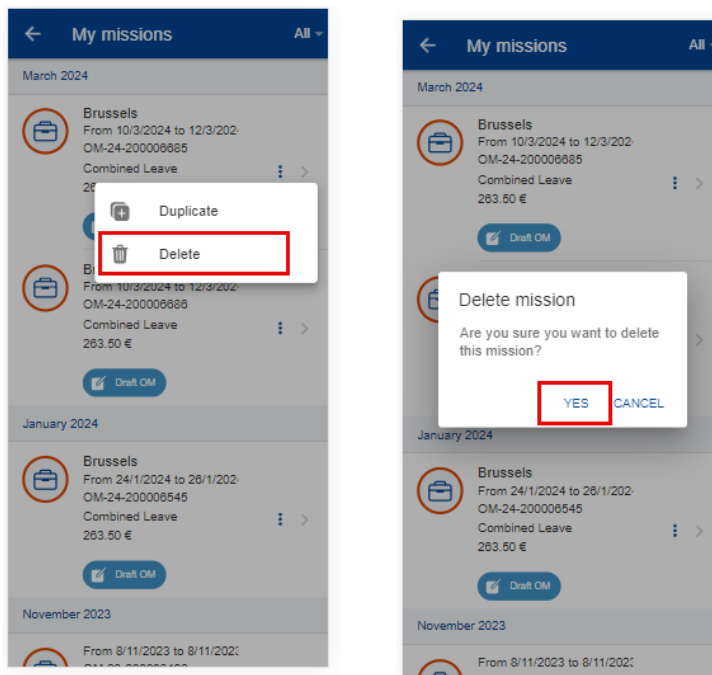 My missions
All
March 2024
Brussels
From 10/3/2024 to 12/3/202
OM-24-200006685
Combined Leave
Duplicate
Delete
From 10/3/2024 to 12/3/202
OM-24-200006686
Combined Leave
263.50 €
Draft OM
January 2024
Brussels
From 24/1/2024 to 26/1/202
OM-24-200006545
Combined Leave
263.50 €
Draft OM
November 2023
From 8/11/2023 to 8/11/202
My missions
All
March 2024
Brussels
From 10/3/2024 to 12/3/202
OM-24-200006685
Combined Leave
263.50 €
Draft OM
Delete mission
Are you sure you want to delete
this mission?
YES CANCEL
January 2024
Brussels
From 24/1/2024 to 26/1/202
OM-24-200006545
Combined Leave
263.50 €
Draft OM
November 2023
From 8/11/2023 to 8/11/202